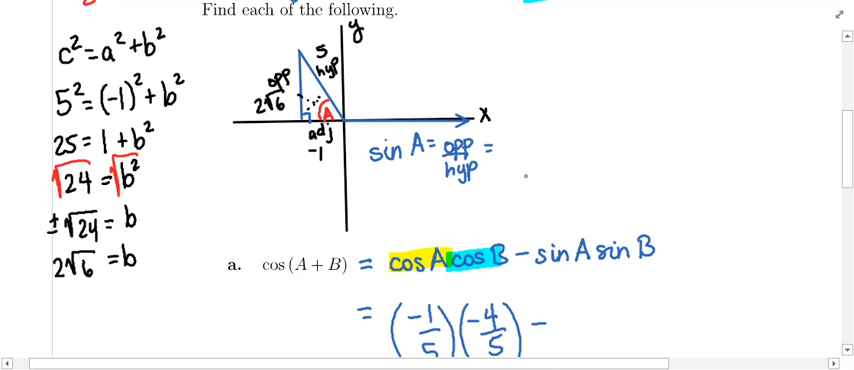 Find each of the following.
c² = a² + b²
5² = (-1)² + b²
25 = 1 + b²
√24 = √b²
±√24 = b
2√6 = b
y
5
hyp
opp
2√6
A
x
adj
-1
sin A = opp/hyp =
a. cos (A + B) = cos A cos B - sin A sin B
= (-1/5)(-4/5) -